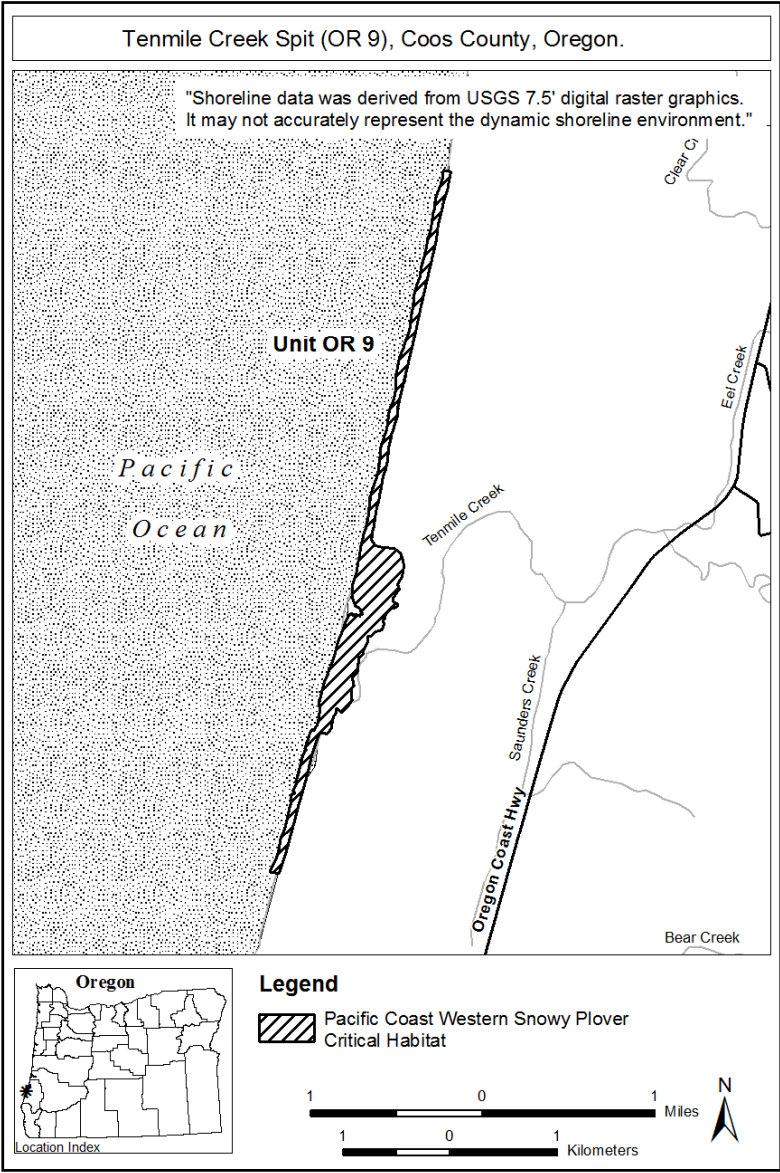 Tenmile Creek Spit (OR 9), Coos County, Oregon.
"Shoreline data was derived from USGS 7.5' digital raster graphics.
It may not accurately represent the dynamic shoreline environment."
Clear Cr
Unit OR 9
Eel Creek
Pacific
Ocean
Tenmile Creek
Saunders Creek
Oregon Coast Hwy
Bear Creek
Oregon
Location Index
Legend
Pacific Coast Western Snowy Plover
Critical Habitat
1 0 1
Miles
1 0 1
Kilometers
N